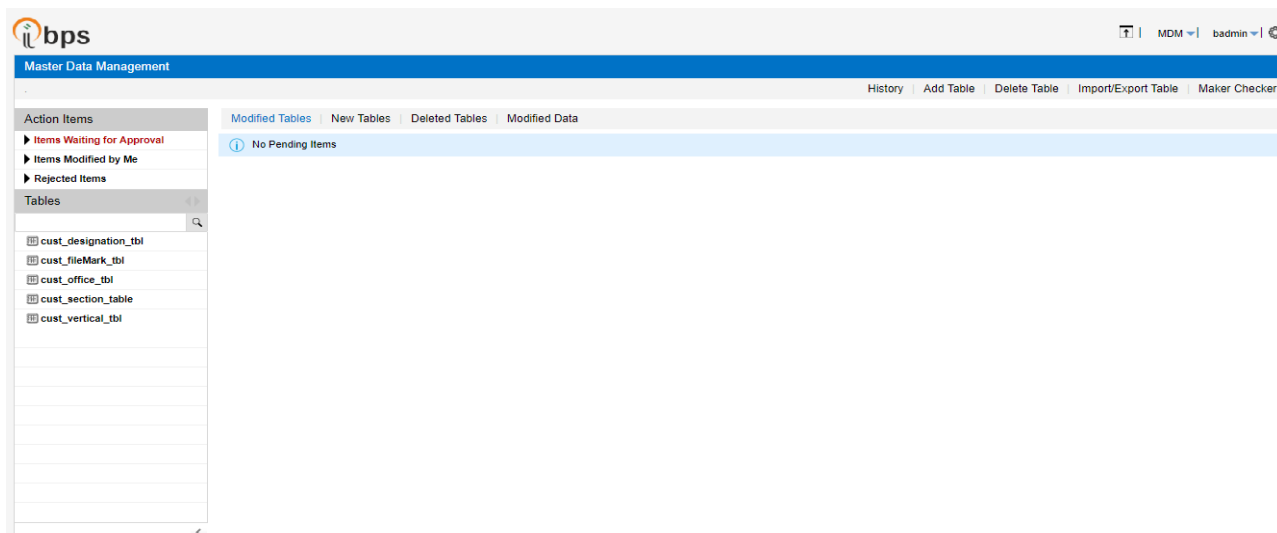 ibps
MDM badmin
Master Data Management
History Add Table Delete Table Import/Export Table Maker Checker
Action Items
Items Waiting for Approval
Items Modified by Me
Rejected Items
Tables
cust_designation_tbl
cust_fileMark_tbl
cust_office_tbl
cust_section_table
cust_vertical_tbl
Modified Tables New Tables Deleted Tables Modified Data
No Pending Items